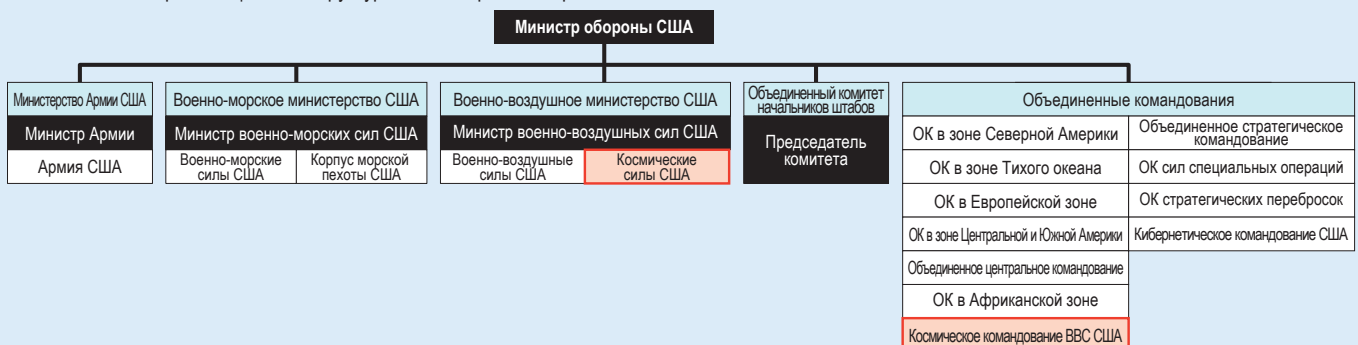 Министр обороны США
Министерство Армии США
Министр Армии
Армия США
Военно-морское министерство США
Министр военно-морских сил США
Военно-морские
силы США
Корпус морской
пехоты США
Военно-воздушное министерство США
Министр военно-воздушных сил США
Военно-воздушные
силы США
Космические
силы США
Объединенный комитет
начальников штабов
Председатель
комитета
Объединенные командования
ОК в зоне Северной Америки
ОК в зоне Тихого океана
ОК в Европейской зоне
ОК в зоне Центральной и Южной Америки
Объединенное центральное командование
ОК в Африканской зоне
Космическое командование ВВС США
Объединенное стратегическое
командование
ОК сил специальных операций
ОК стратегических перебросок
Кибернетическое командование США